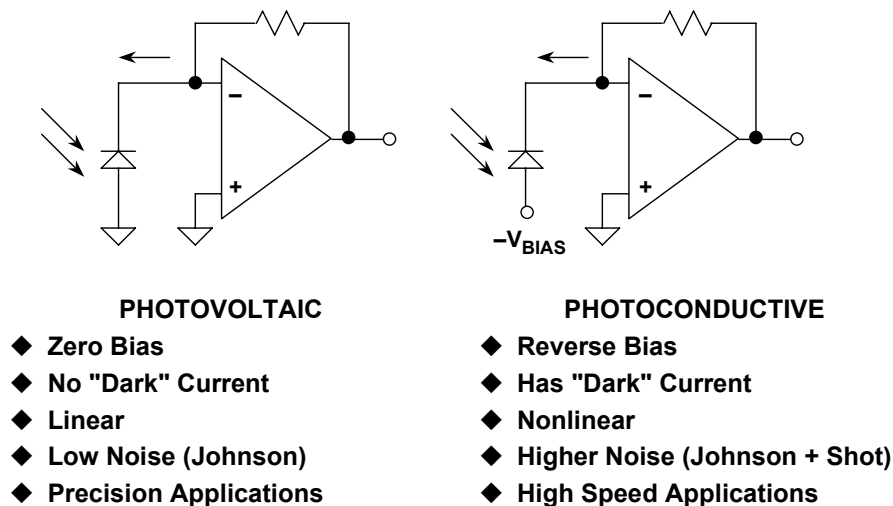 −
+
−
+
−V_BIAS
PHOTOVOLTAIC
◆ Zero Bias
◆ No "Dark" Current
◆ Linear
◆ Low Noise (Johnson)
◆ Precision Applications
PHOTOCONDUCTIVE
◆ Reverse Bias
◆ Has "Dark" Current
◆ Nonlinear
◆ Higher Noise (Johnson + Shot)
◆ High Speed Applications